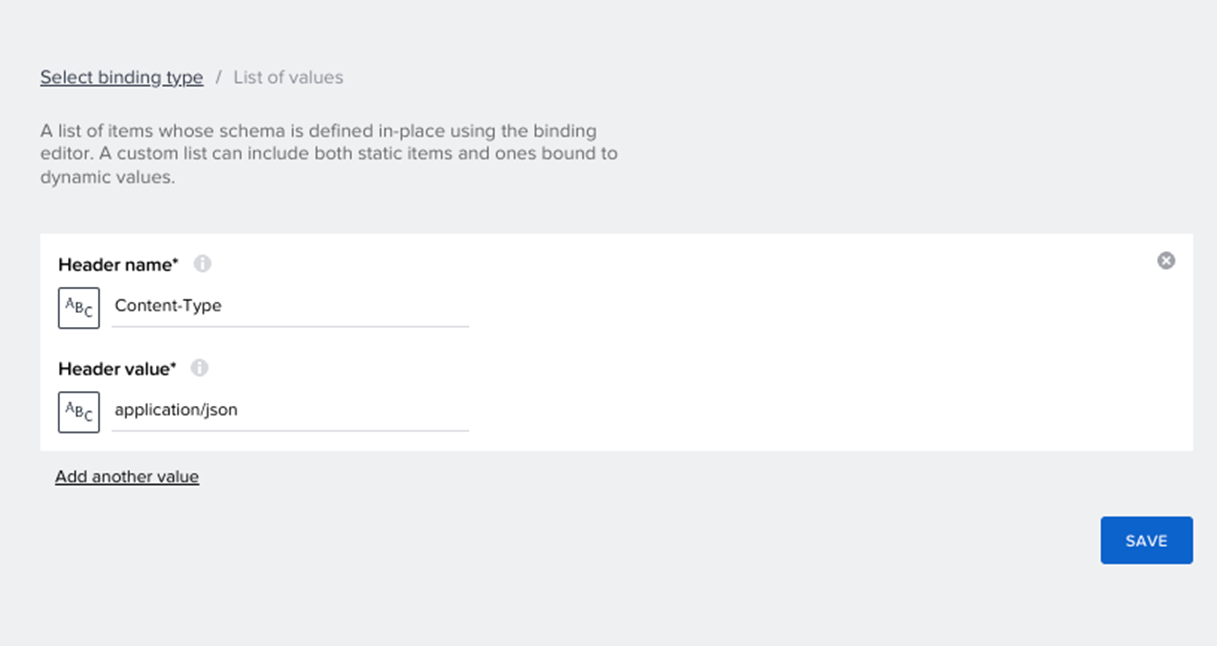 Select binding type / List of values
A list of items whose schema is defined in-place using the binding
editor. A custom list can include both static items and ones bound to
dynamic values.
Header name*
ABC Content-Type
Header value*
ABC application/json
Add another value
SAVE